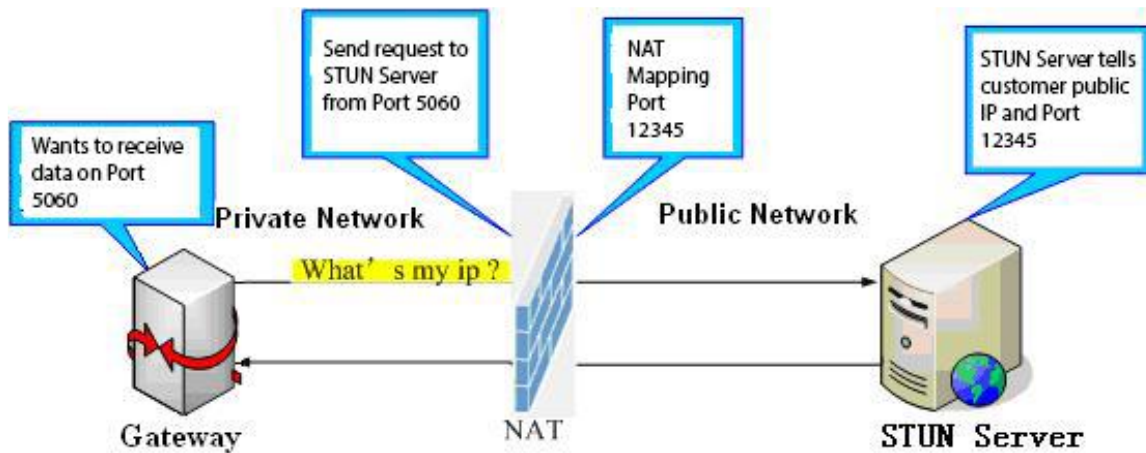 Send request to
STUN Server
from Port 5060
NAT
Mapping
Port
12345
STUN Server tells
customer public
IP and Port
12345
Wants to receive
data on Port
5060
Private Network
Public Network
What’ s my ip ?
Gateway
NAT
STUN Server